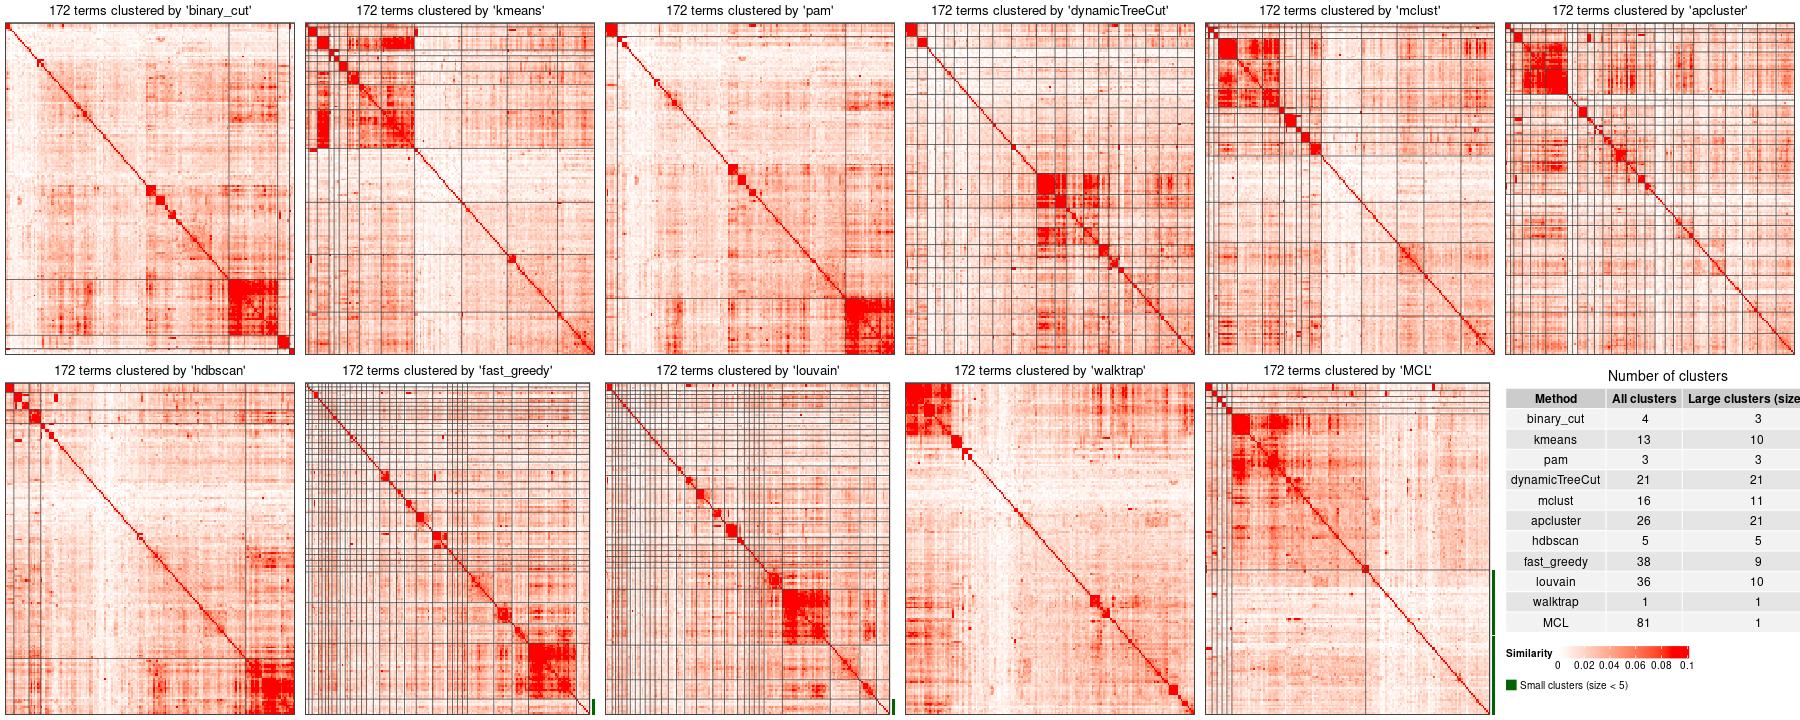 172 terms clustered by 'binary_cut'
172 terms clustered by 'kmeans'
172 terms clustered by 'pam'
172 terms clustered by 'dynamicTreeCut'
172 terms clustered by 'mclust'
172 terms clustered by 'apcluster'
172 terms clustered by 'hdbscan'
172 terms clustered by 'fast_greedy'
172 terms clustered by 'louvain'
172 terms clustered by 'walktrap'
172 terms clustered by 'MCL'
Number of clusters
Method All clusters Large clusters (size
binary_cut 4 3
kmeans 13 10
pam 3 3
dynamicTreeCut 21 21
mclust 16 11
apcluster 26 21
hdbscan 5 5
fast_greedy 38 9
louvain 36 10
walktrap 1 1
MCL 81 1
Similarity
0 0.02 0.04 0.06 0.08 0.1
Small clusters (size < 5)